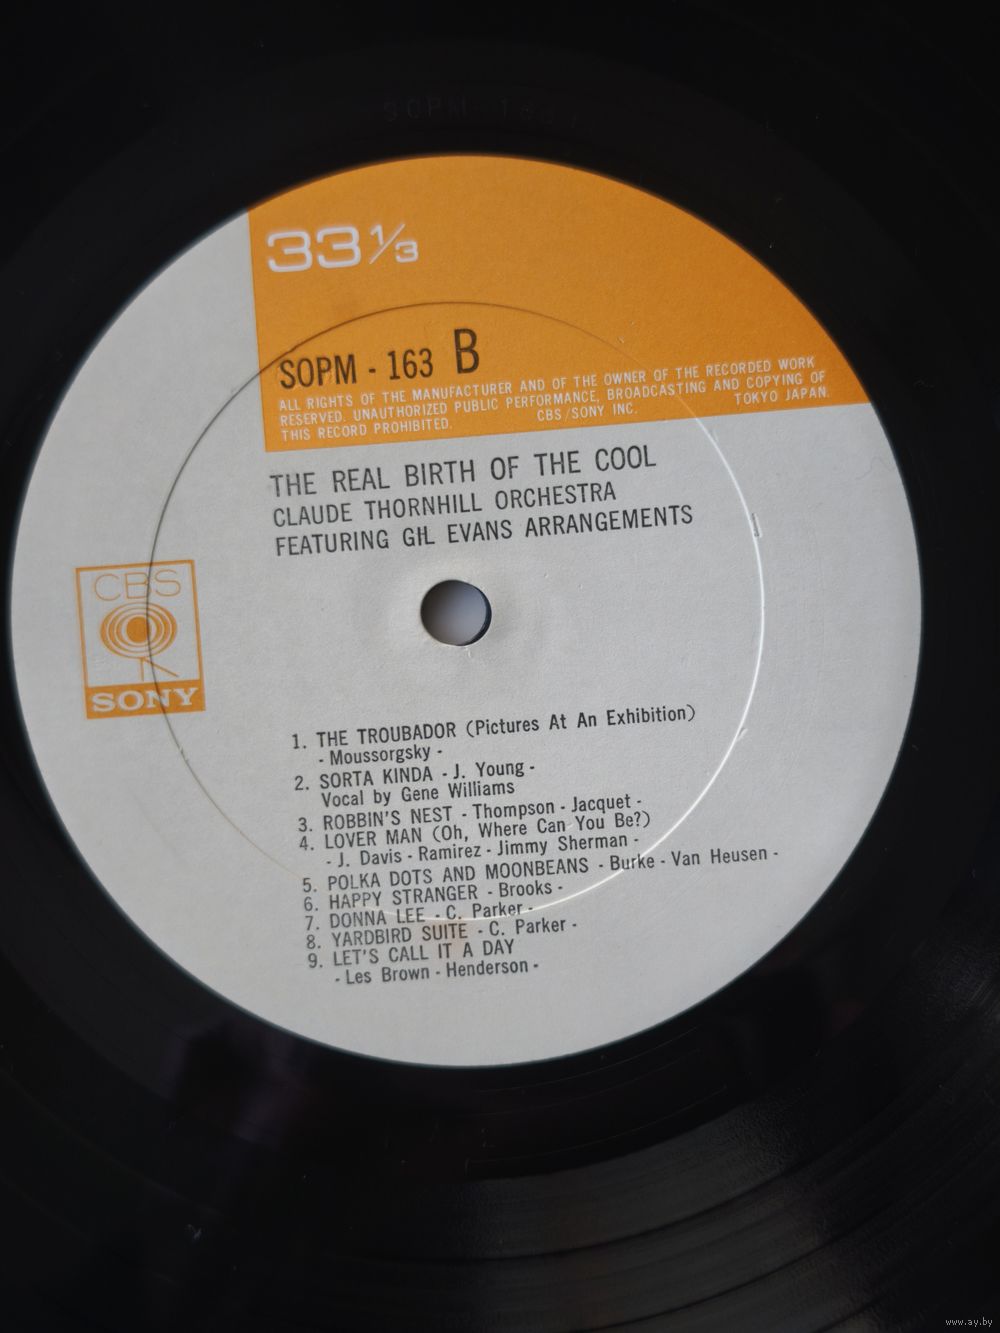 33 1/3
SOPM - 163 B
ALL RIGHTS OF THE MANUFACTURER AND OF THE OWNER OF THE RECORDED WORK
RESERVED. UNAUTHORIZED PUBLIC PERFORMANCE, BROADCASTING AND COPYING OF
THIS RECORD PROHIBITED. CBS/SONY INC. TOKYO JAPAN.
THE REAL BIRTH OF THE COOL
CLAUDE THORNHILL ORCHESTRA
FEATURING GIL EVANS ARRANGEMENTS
CBS
SONY
1. THE TROUBADOR (Pictures At An Exhibition)
- Moussorgsky -
2. SORTA KINDA - J. Young -
Vocal by Gene Williams
3. ROBBIN'S NEST - Thompson - Jacquet -
4. LOVER MAN (Oh, Where Can You Be?)
- J. Davis - Ramirez - Jimmy Sherman -
5. POLKA DOTS AND MOONBEANS - Burke - Van Heusen -
6. HAPPY STRANGER - Brooks -
7. DONNA LEE - C. Parker -
8. YARDBIRD SUITE - C. Parker -
9. LET'S CALL IT A DAY
- Les Brown - Henderson -
www.ay.by